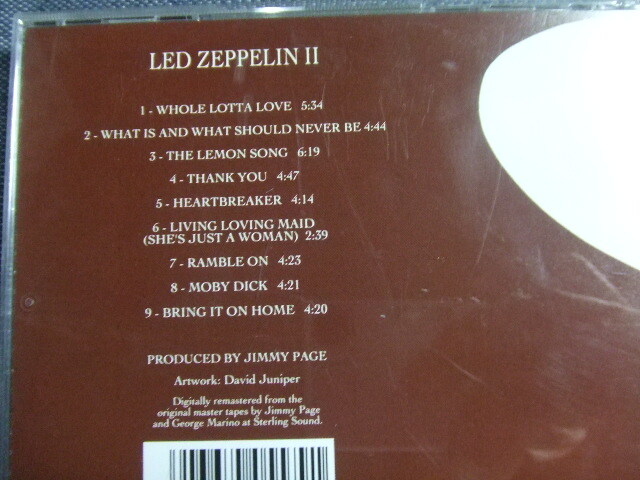 LED ZEPPELIN II
1 - WHOLE LOTTA LOVE 5:34
2 - WHAT IS AND WHAT SHOULD NEVER BE 4:44
3 - THE LEMON SONG 6:19
4 - THANK YOU 4:47
5 - HEARTBREAKER 4:14
6 - LIVING LOVING MAID
(SHE'S JUST A WOMAN) 2:39
7 - RAMBLE ON 4:23
8 - MOBY DICK 4:21
9 - BRING IT ON HOME 4:20
PRODUCED BY JIMMY PAGE
Artwork: David Juniper
Digitally remastered from the
original master tapes by Jimmy Page
and George Marino at Sterling Sound.